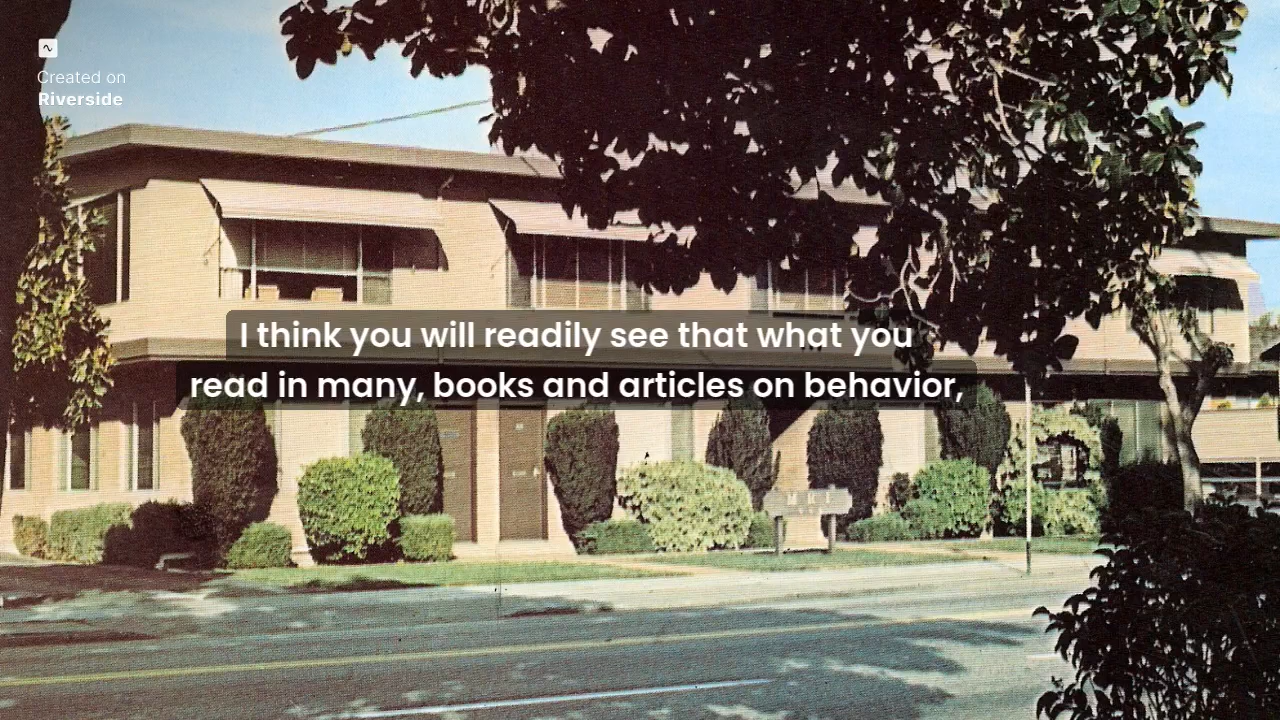 Created on
Riverside
I think you will readily see that what you
read in many, books and articles on behavior,